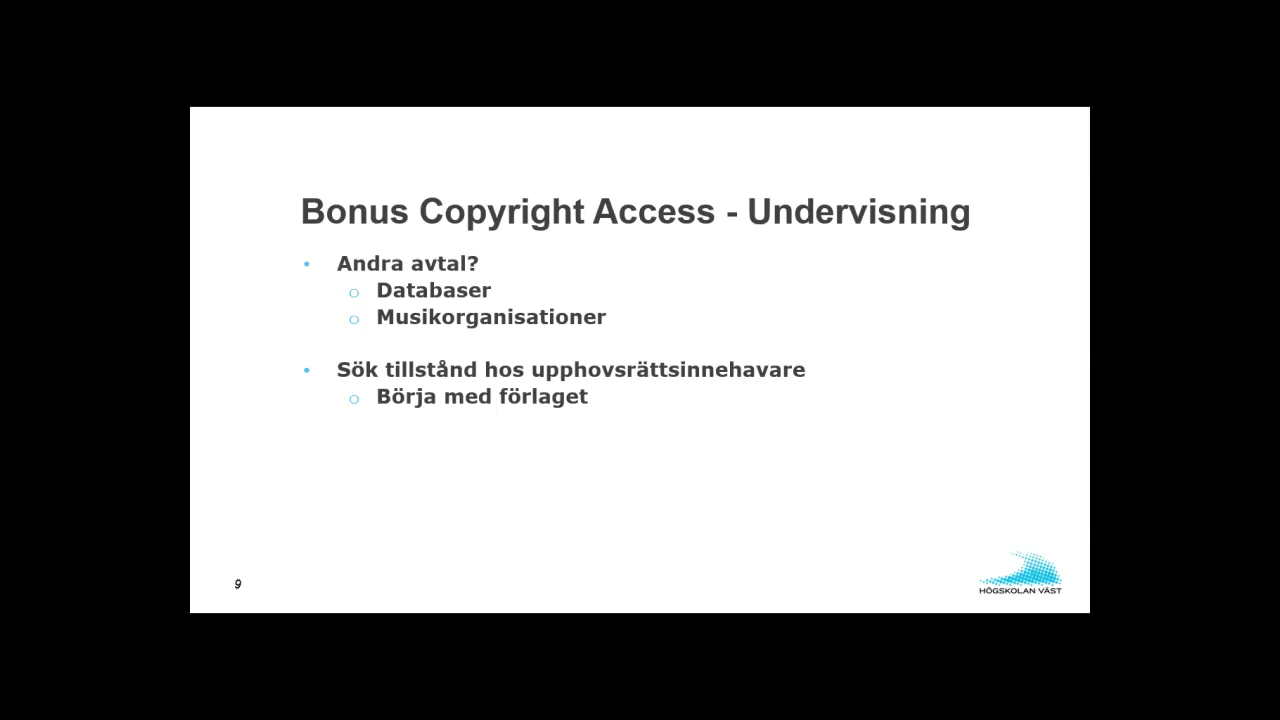 Bonus Copyright Access - Undervisning
• Andra avtal?
o Databaser
o Musikorganisationer
• Sök tillstånd hos upphovsrättsinnehavare
o Börja med förlaget
9
HÖGSKOLAN VÄST